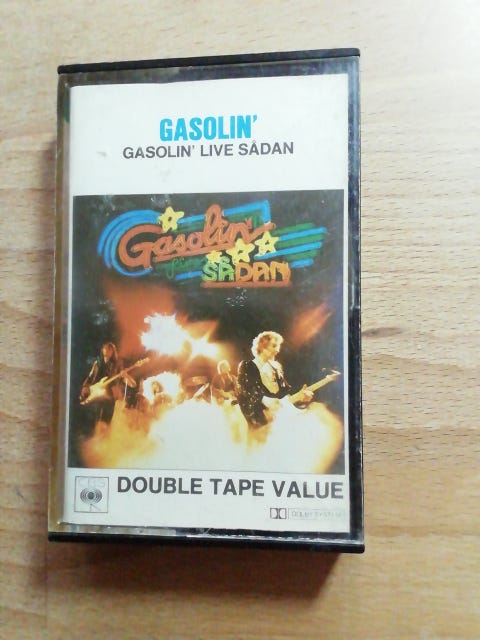 GASOLIN'
GASOLIN' LIVE SÅDAN
Gasolin'
SÅDAN
CBS
DOUBLE TAPE VALUE
DOLBY SYSTEM